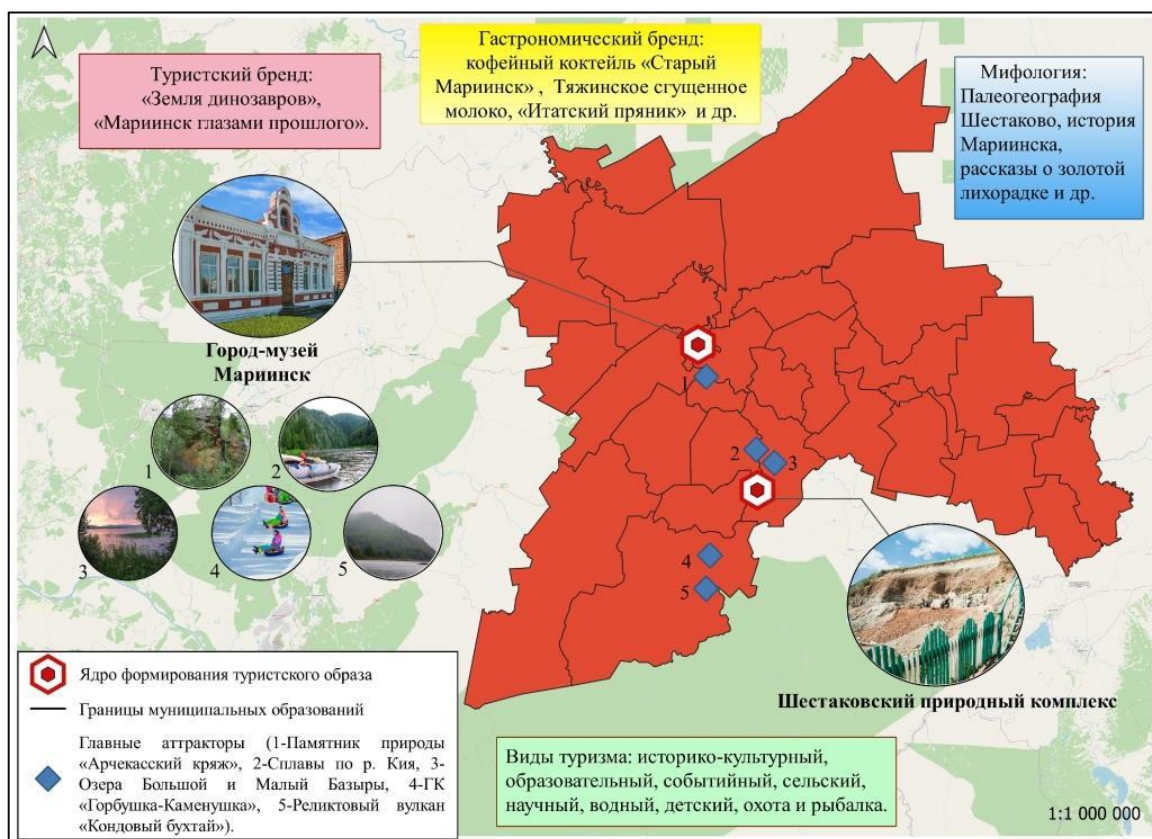 Туристский бренд:
«Земля динозавров»,
«Мариинск глазами прошлого».
Гастрономический бренд:
кофейный коктейль «Старый
Мариинск» , Тяжинское сгущенное
молоко, «Итатский пряник» и др.
Мифология:
Палеогеография
Шестаково, история
Мариинска,
рассказы о золотой
лихорадке и др.
Город-музей
Мариинск
1
2
3
4
5
1
2
3
4
5
Шестаковский природный комплекс
Ядро формирования туристского образа
Границы муниципальных образований
Главные аттракторы (1-Памятник природы
«Арчекасский кряж», 2-Сплавы по р. Кия, 3-
Озера Большой и Малый Базыры, 4-ГК
«Горбушка-Каменушка», 5-Реликтовый вулкан
«Кондовый бухтай»).
Виды туризма: историко-культурный,
образовательный, событийный, сельский,
научный, водный, детский, охота и рыбалка.
1:1 000 000